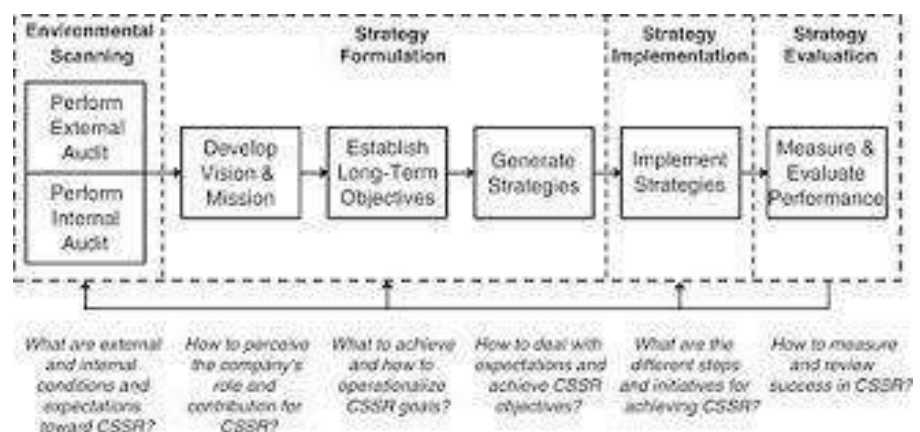 Environmental
Scanning
Strategy
Formulation
Strategy
Implementation
Strategy
Evaluation
Perform
External
Audit
Perform
Internal
Audit
Develop
Vision &
Mission
Establish
Long-Term
Objectives
Generate
Strategies
Implement
Strategies
Measure &
Evaluate
Performance
What are external
and internal
conditions and
expectations
toward CSSR?
How to perceive
the company's
role and
contribution for
CSSR?
What to achieve
and how to
operationalize
CSSR goals?
How to deal with
expectations and
achieve CSSR
objectives?
What are the
different steps
and initiatives for
achieving CSSR?
How to measure
and review
success in CSSR?